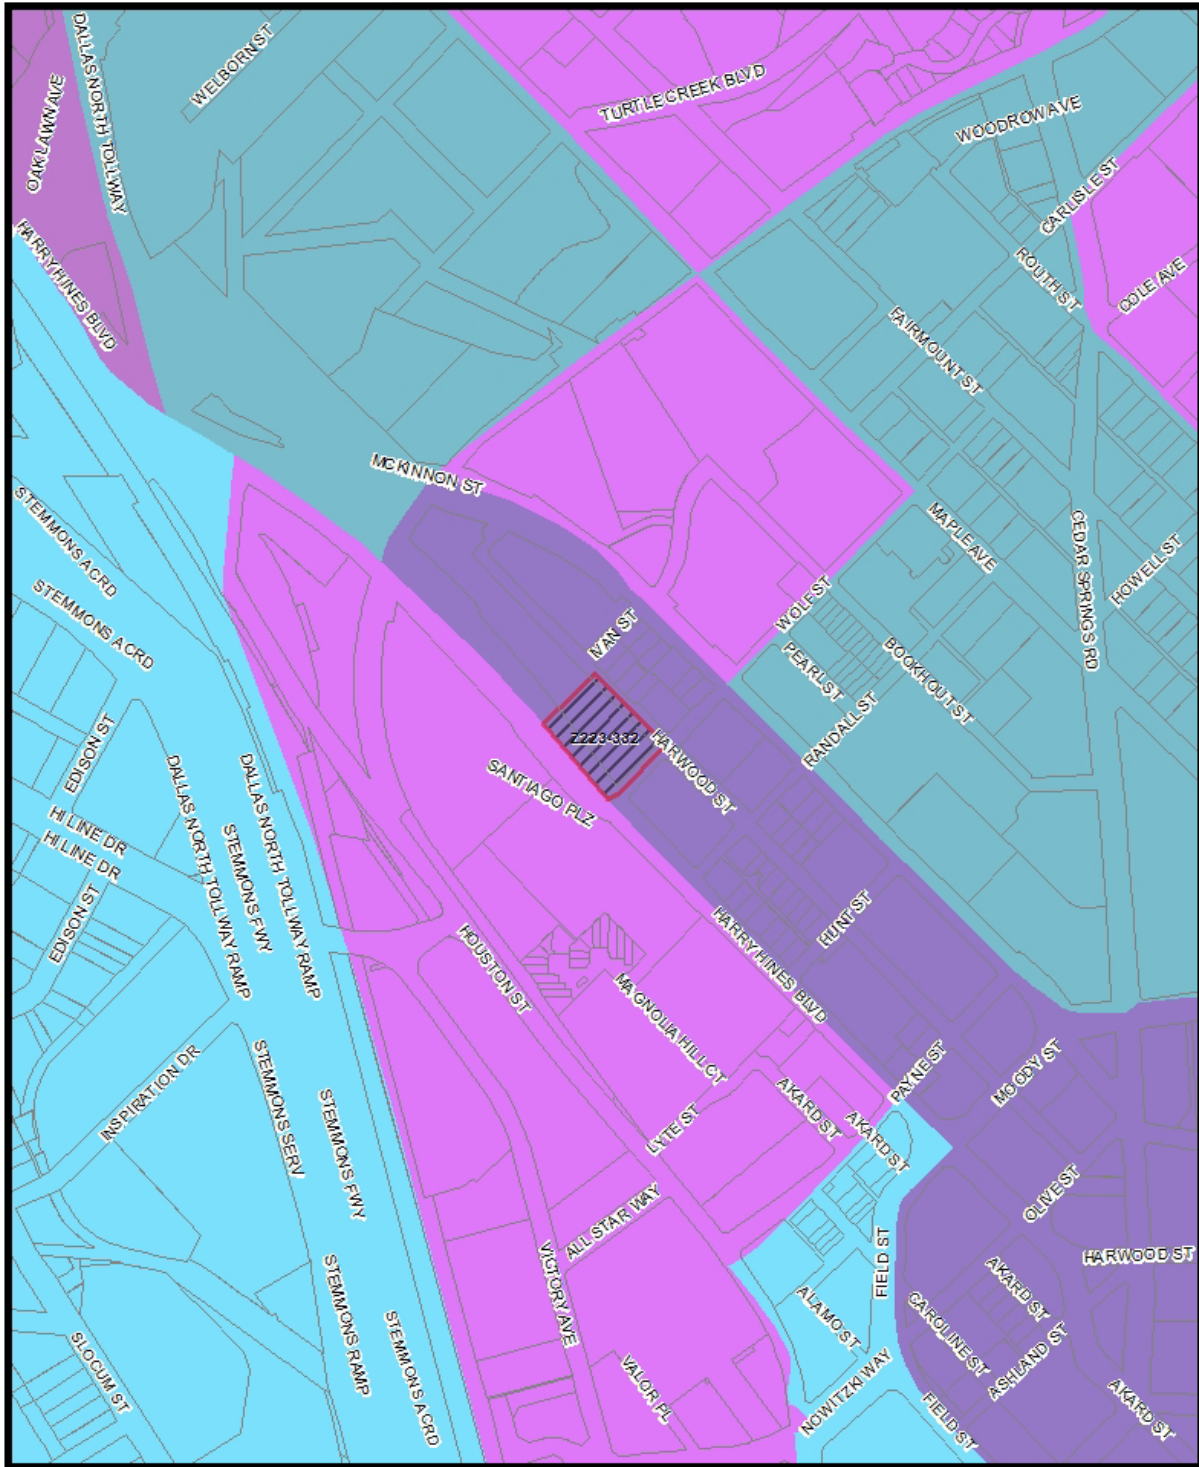 DALLAS NORTH TOLLWAY
WELBORN ST
OAK LAWN AVE
TURTLE CREEK BLVD
WOODROW AVE
CARLISLE ST
HARRY HINES BLVD
ROUTH ST
COLE AVE
FAIRMOUNT ST
MCKINNON ST
STEMMONS ACRD
MAPLE AVE
CEDAR SPRINGS RD
HOWELL ST
STEMMONS ACRD
WOLF ST
IVAN ST
PEARL ST
BOOKHOUT ST
RANDALL ST
EDISON ST
Z223-332
HARWOOD ST
SANTIAGO PLZ
DALLAS NORTH TOLLWAY RAMP
DALLAS NORTH TOLLWAY RAMP
STEMMONS FWY
HI LINE DR
HI LINE DR
EDISON ST
HUNT ST
HARRY HINES BLVD
HOUSTON ST
MAGNOLIA HILL CT
INSPIRATION DR
STEMMONS SERV
STEMMONS FWY
PAYNE ST
MOODY ST
AKARD ST
AKARD ST
LYTE ST
ALL STAR WAY
OLIVE ST
FIELD ST
HARWOOD ST
VICTORY AVE
STEMMONS RAMP
STEMMONS ACRD
ALAMO ST
AKARD ST
CAROLINE ST
ASHLAND ST
SLOCUM ST
VALOR PL
NOWITZKI WAY
FIELD ST
AKARD ST